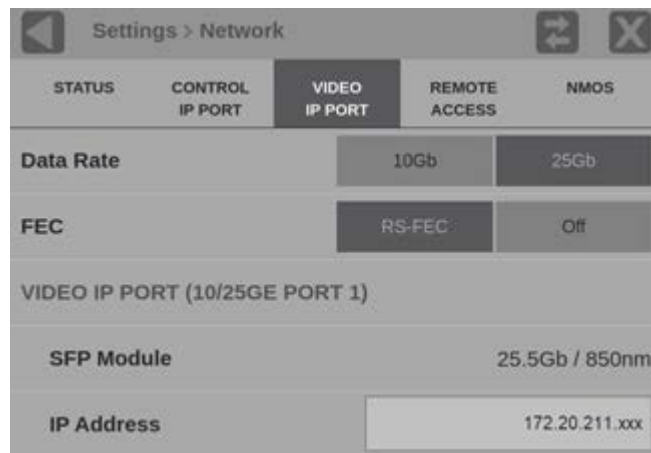 Settings > Network
STATUS CONTROL IP PORT VIDEO IP PORT REMOTE ACCESS NMOS
Data Rate 10Gb 25Gb
FEC RS-FEC Off
VIDEO IP PORT (10/25GE PORT 1)
SFP Module 25.5Gb / 850nm
IP Address 172.20.211.xxx